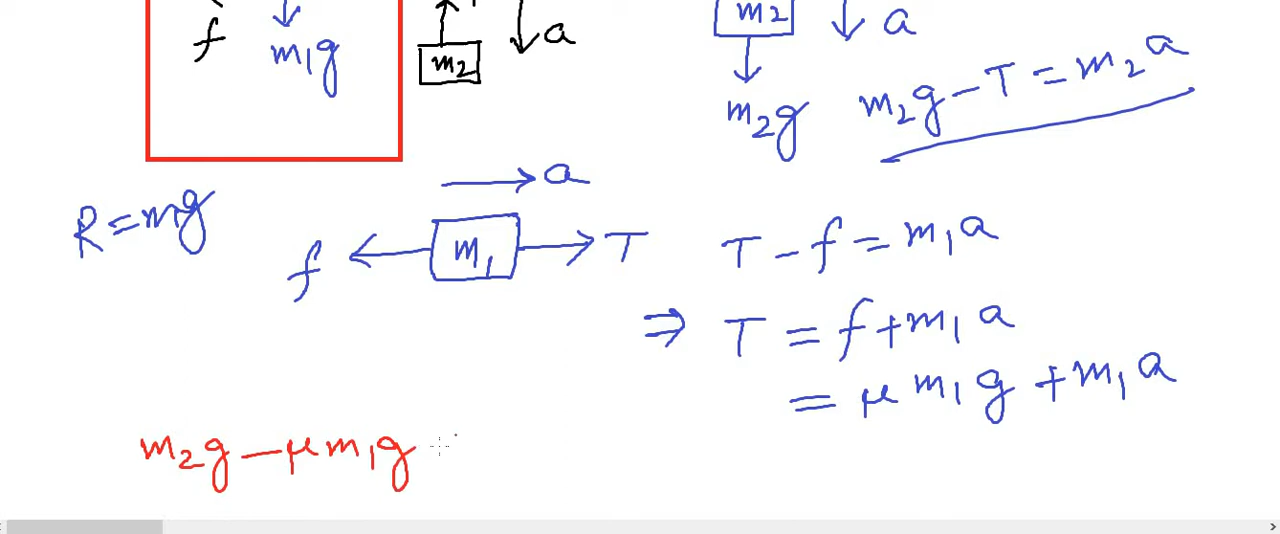 f
m₁g
m₂
a
m₂
a
m₂g
m₂g - T = m₂a
R = mg
a
f
m₁
T
T - f = m₁a
⇒ T = f + m₁a
= μm₁g + m₁a
m₂g - μm₁g